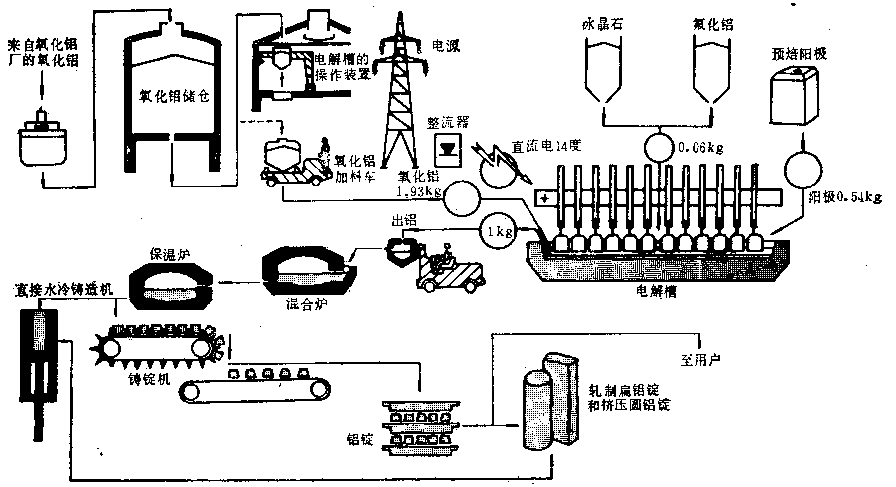 来自氧化铝
厂的氧化铝
氧化铝储仓
电解槽的
操作装置
电源
水晶石
氟化铝
预焙阳极
整流器
直流电14度
0.06kg
氧化铝
加料车
氧化铝
1.93kg
阳极0.54kg
+
出铝
1kg
电解槽
保温炉
混合炉
直接水冷铸造机
铸锭机
铝锭
至用户
轧制扁铝锭
和挤压圆铝锭